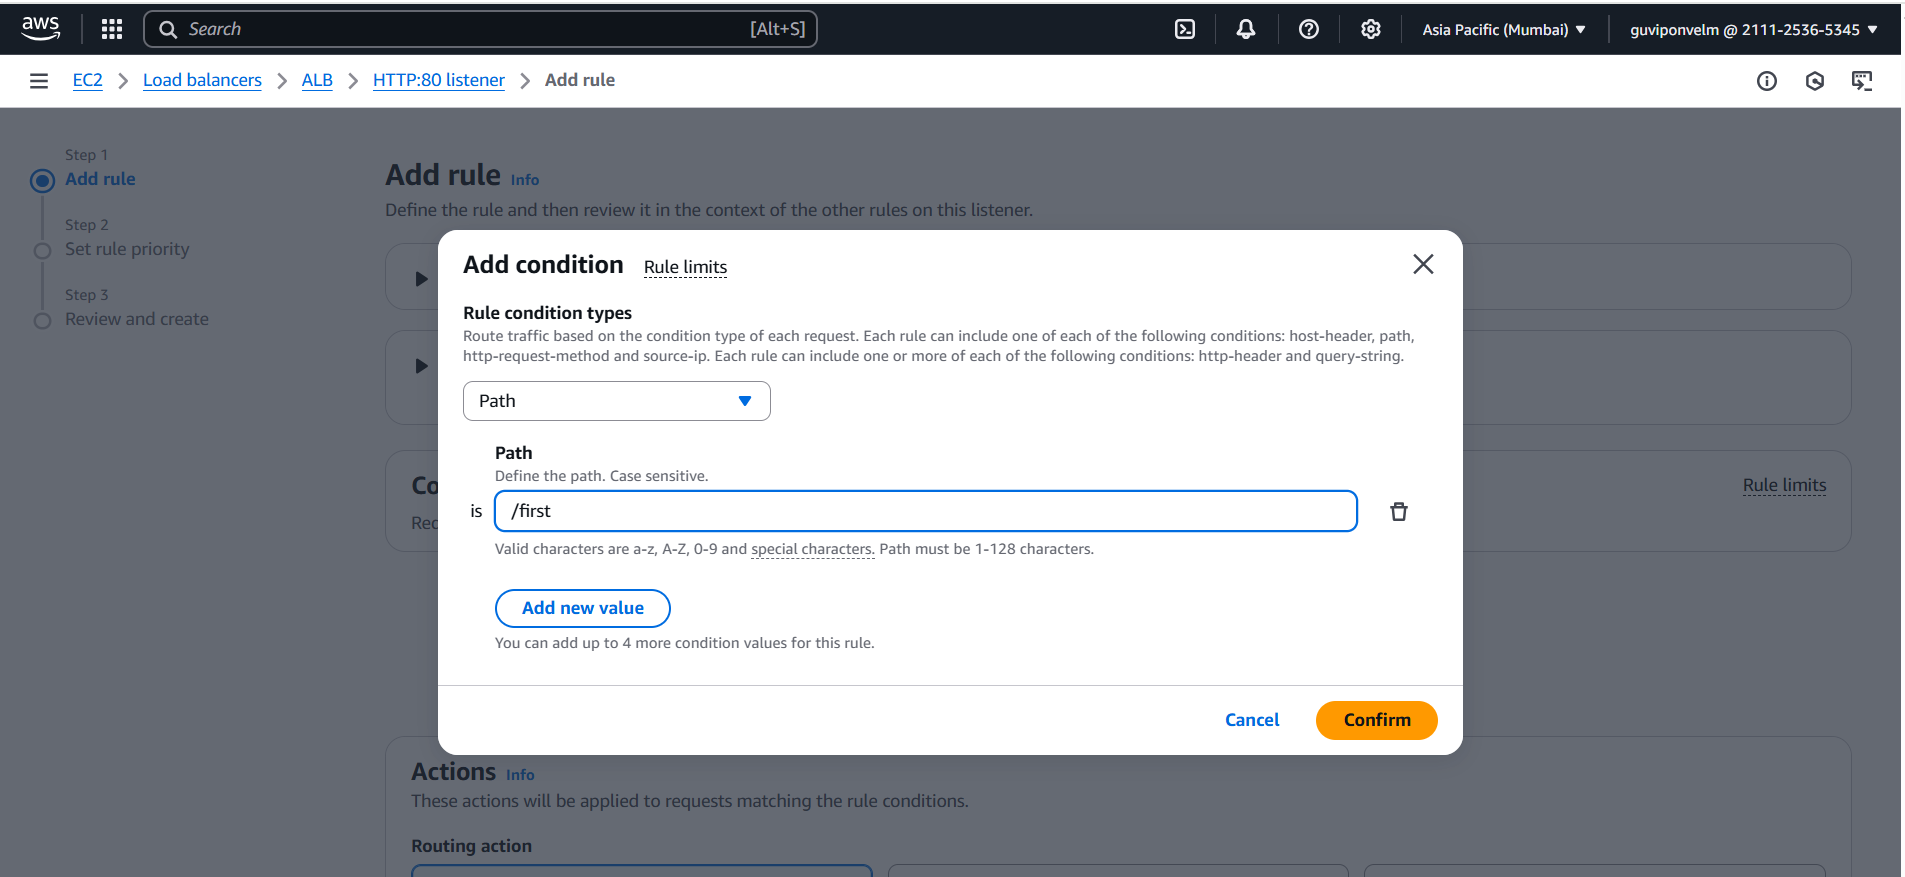 aws
Search [Alt+S]
Asia Pacific (Mumbai) guviponvelm @ 2111-2536-5345
EC2 Load balancers ALB HTTP:80 listener Add rule
Step 1
Add rule
Step 2
Set rule priority
Step 3
Review and create
Add rule Info
Define the rule and then review it in the context of the other rules on this listener.
Add condition Rule limits
Rule condition types
Route traffic based on the condition type of each request. Each rule can include one of each of the following conditions: host-header, path,
http-request-method and source-ip. Each rule can include one or more of each of the following conditions: http-header and query-string.
Path
Path
Define the path. Case sensitive.
is /first
Valid characters are a-z, A-Z, 0-9 and special characters. Path must be 1-128 characters.
Add new value
You can add up to 4 more condition values for this rule.
Cancel Confirm
Rule limits
Actions Info
These actions will be applied to requests matching the rule conditions.
Routing action